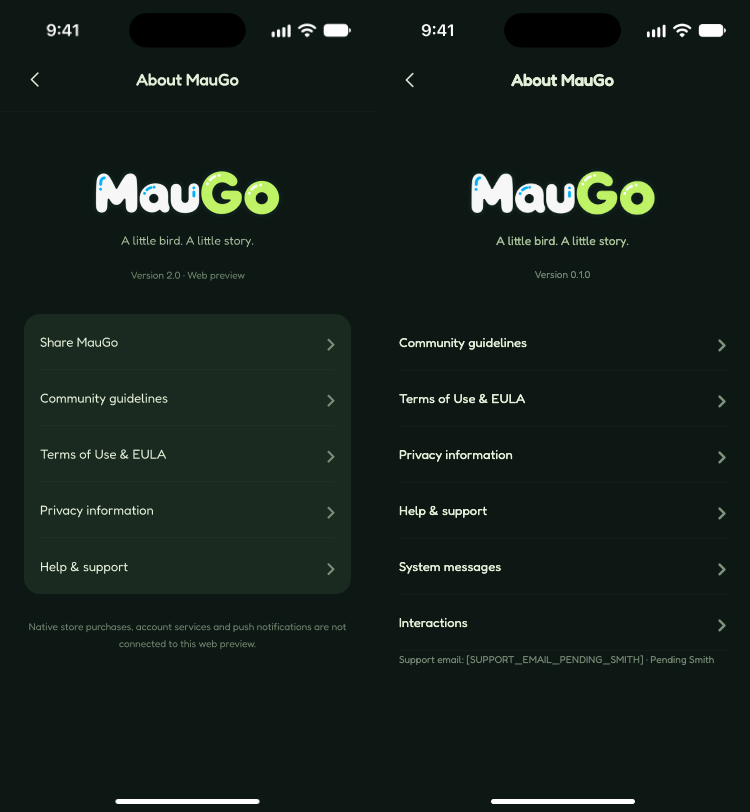 9:41
About MauGo
MauGo
A little bird. A little story.
Version 2.0 · Web preview
Share MauGo
Community guidelines
Terms of Use & EULA
Privacy information
Help & support
Native store purchases, account services and push notifications are not
connected to this web preview.
9:41
About MauGo
MauGo
A little bird. A little story.
Version 0.1.0
Community guidelines
Terms of Use & EULA
Privacy information
Help & support
System messages
Interactions
Support email: [SUPPORT_EMAIL_PENDING_SMITH] · Pending Smith